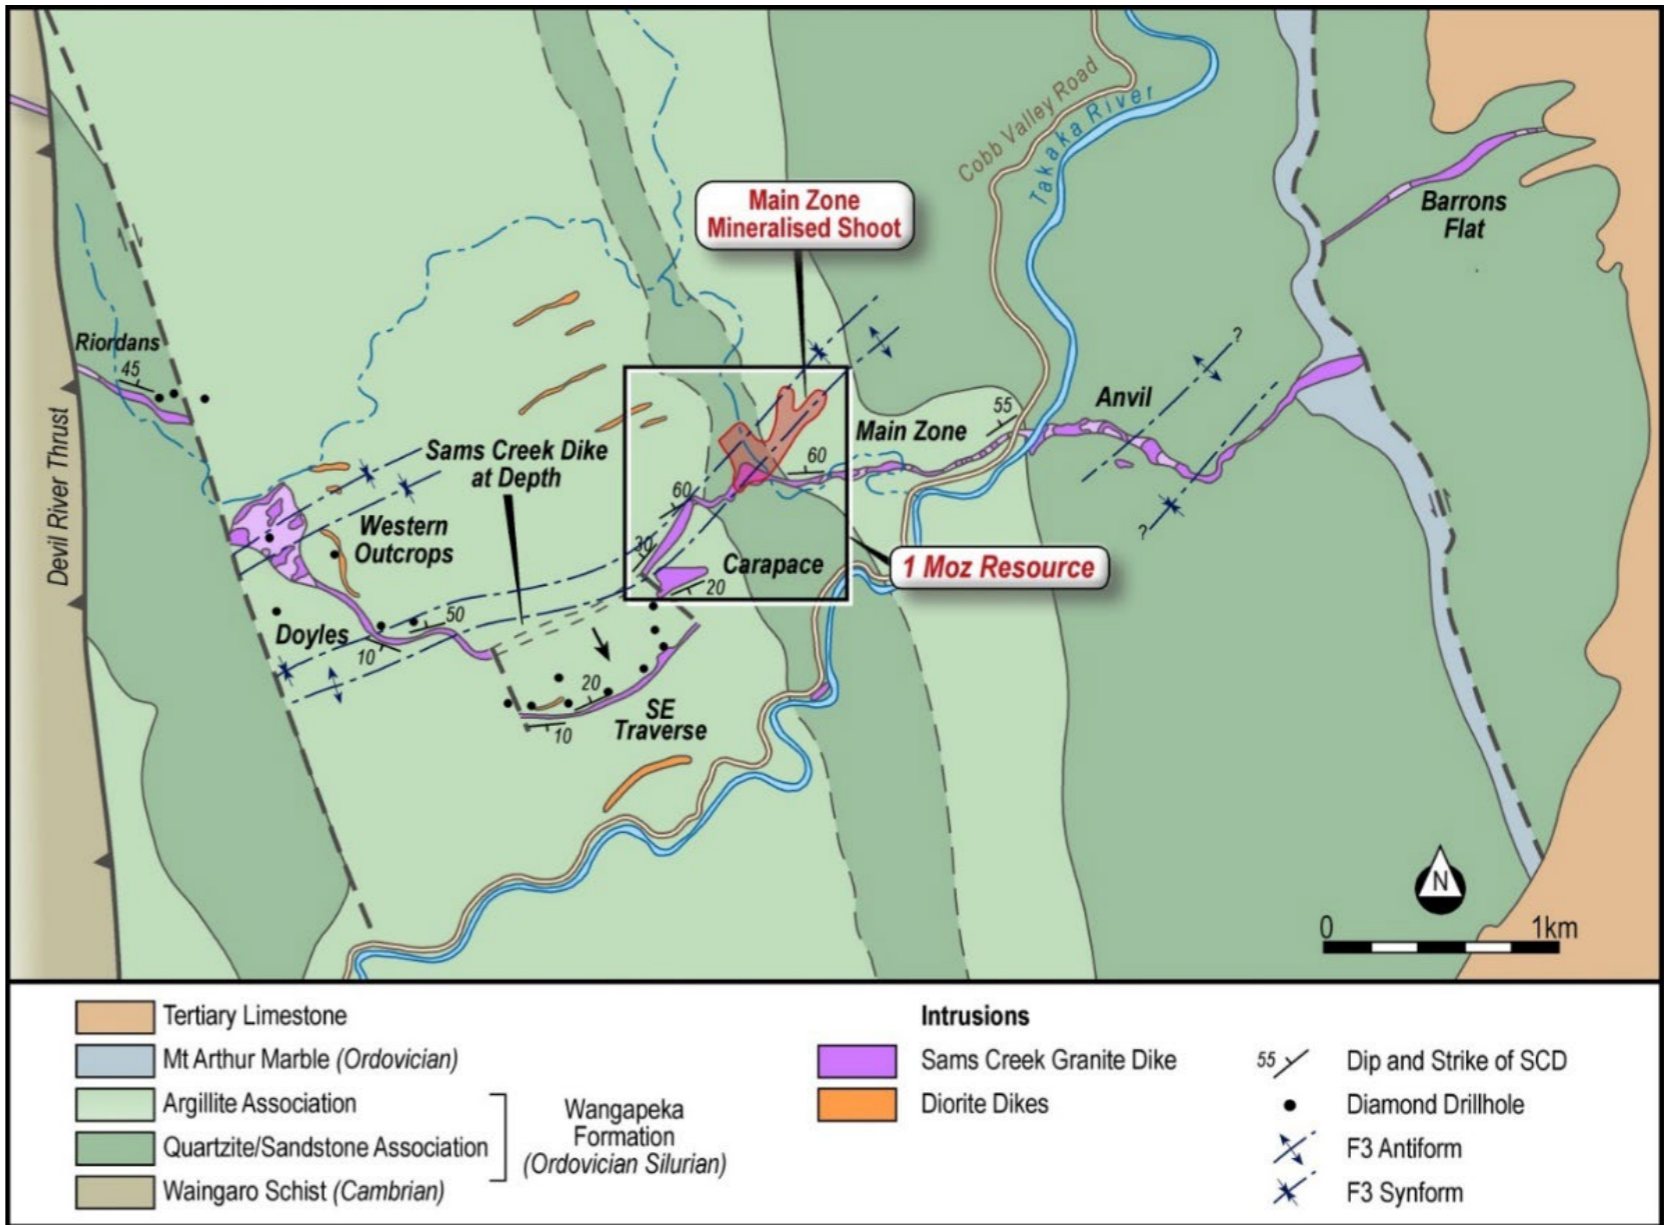 Cobb Valley Road
Takaka River
Main Zone
Mineralised Shoot
Barrons
Flat
Riordans
45
?
55
Anvil
Main Zone
60
Sams Creek Dike
at Depth
60
Devil River Thrust
Western
Outcrops
30
?
Carapace
1 Moz Resource
20
50
Doyles
10
20
SE
Traverse
10
N
0
1km
Tertiary Limestone
Mt Arthur Marble (Ordovician)
Argillite Association
Quartzite/Sandstone Association
Waingaro Schist (Cambrian)
Wangapeka
Formation
(Ordovician Silurian)
Intrusions
Sams Creek Granite Dike
Diorite Dikes
55
Dip and Strike of SCD
Diamond Drillhole
F3 Antiform
F3 Synform